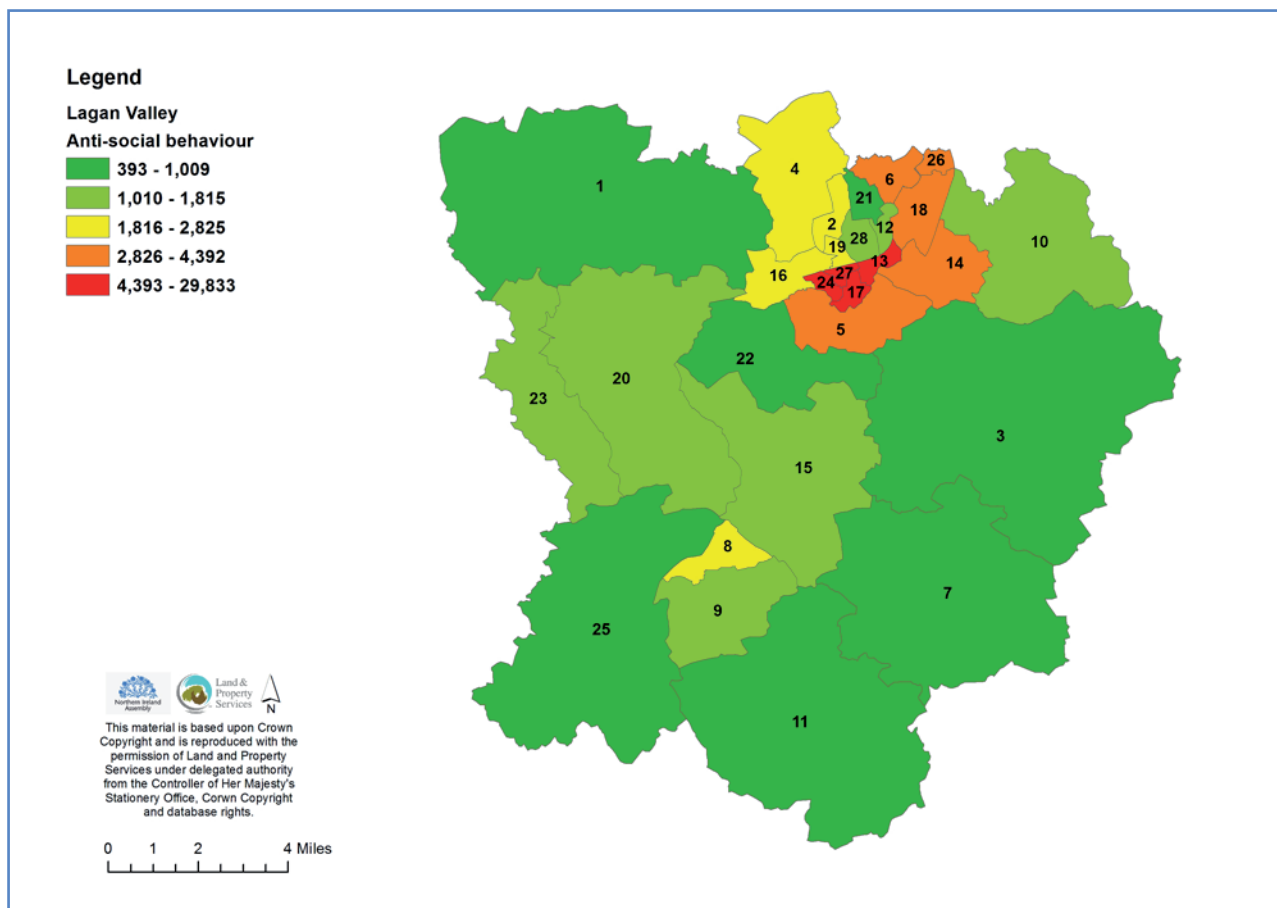 Legend
Lagan Valley
Anti-social behaviour
393 - 1,009
1,010 - 1,815
1,816 - 2,825
2,826 - 4,392
4,393 - 29,833
1
4
6
26
21
18
2
12
28
10
19
13
14
16
27
24
17
5
22
20
23
3
15
8
7
9
25
11
Northern Ireland
Assembly
Land &
Property
Services
N
This material is based upon Crown
Copyright and is reproduced with the
permission of Land and Property
Services under delegated authority
from the Controller of Her Majesty's
Stationery Office, Corwn Copyright
and database rights.
0 1 2 4 Miles